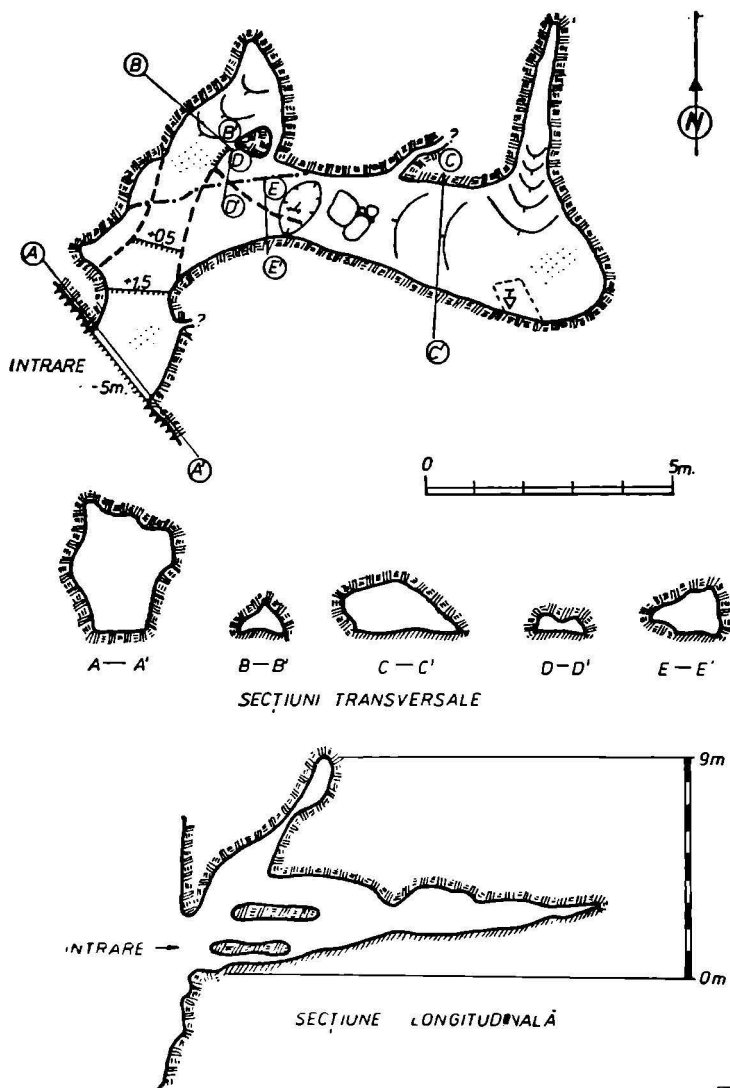 B
N
B'
D
C
?
E
D'
A
+0,5
E'
+1,5
?
C'
INTRARE
-5m.
A'
0 5m.
A — A' B — B' C — C' D — D' E — E'
SECȚIUNI TRANSVERSALE
9m
INTRARE →
0m
SECȚIUNE LONGITUDINALĂ